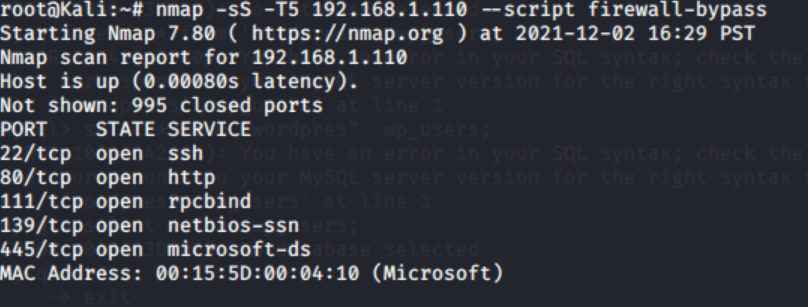 root@Kali:~# nmap -sS -T5 192.168.1.110 --script firewall-bypass
Starting Nmap 7.80 ( https://nmap.org ) at 2021-12-02 16:29 PST
Nmap scan report for 192.168.1.110
Host is up (0.00080s latency).
Not shown: 995 closed ports
PORT STATE SERVICE
22/tcp open ssh
80/tcp open http
111/tcp open rpcbind
139/tcp open netbios-ssn
445/tcp open microsoft-ds
MAC Address: 00:15:5D:00:04:10 (Microsoft)